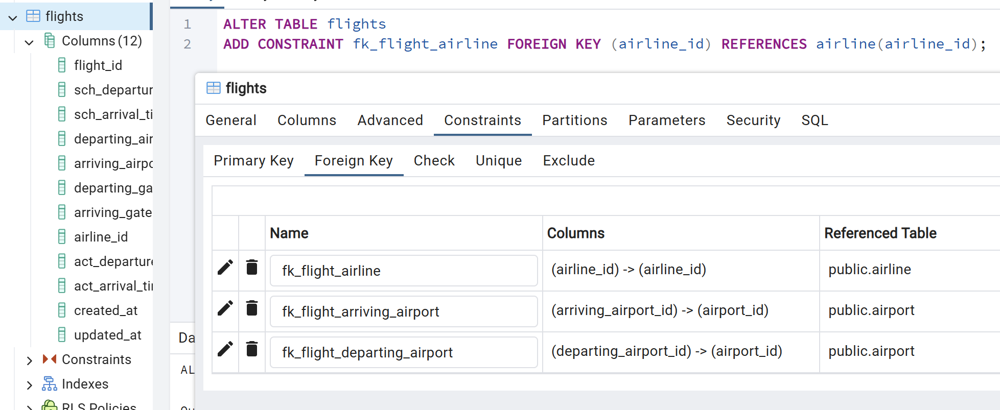 flights
Columns (12)
flight_id
sch_departur
sch_arrival_ti
departing_air
arriving_airpo
departing_ga
arriving_gate
airline_id
act_departure
act_arrival_ti
created_at
updated_at
Constraints
Indexes
RLS Policies
1 ALTER TABLE flights
2 ADD CONSTRAINT fk_flight_airline FOREIGN KEY (airline_id) REFERENCES airline(airline_id);
flights
General Columns Advanced Constraints Partitions Parameters Security SQL
Primary Key Foreign Key Check Unique Exclude
Name Columns Referenced Table
fk_flight_airline (airline_id) -> (airline_id) public.airline
fk_flight_arriving_airport (arriving_airport_id) -> (airport_id) public.airport
fk_flight_departing_airport (departing_airport_id) -> (airport_id) public.airport
Da
AL